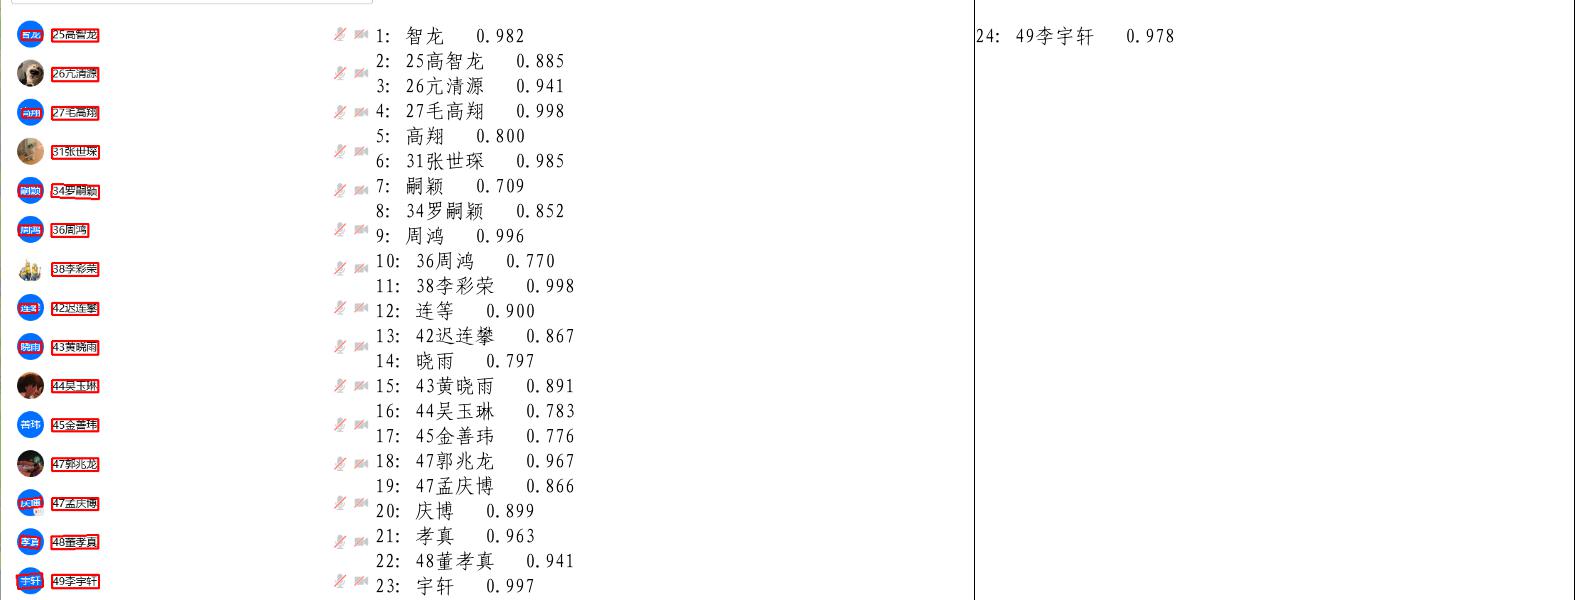 智龙 25高智龙
26亢清源
高翔 27毛高翔
31张世琛
嗣颖 34罗嗣颖
周鸿 36周鸿
38李彩荣
连攀 42迟连攀
晓雨 43黄晓雨
44吴玉琳
善玮 45金善玮
47郭兆龙
庆博 47孟庆博
孝真 48董孝真
宇轩 49李宇轩
1: 智龙 0.982
2: 25高智龙 0.885
3: 26亢清源 0.941
4: 27毛高翔 0.998
5: 高翔 0.800
6: 31张世琛 0.985
7: 嗣颖 0.709
8: 34罗嗣颖 0.852
9: 周鸿 0.996
10: 36周鸿 0.770
11: 38李彩荣 0.998
12: 连等 0.900
13: 42迟连攀 0.867
14: 晓雨 0.797
15: 43黄晓雨 0.891
16: 44吴玉琳 0.783
17: 45金善玮 0.776
18: 47郭兆龙 0.967
19: 47孟庆博 0.866
20: 庆博 0.899
21: 孝真 0.963
22: 48董孝真 0.941
23: 宇轩 0.997
24: 49李宇轩 0.978